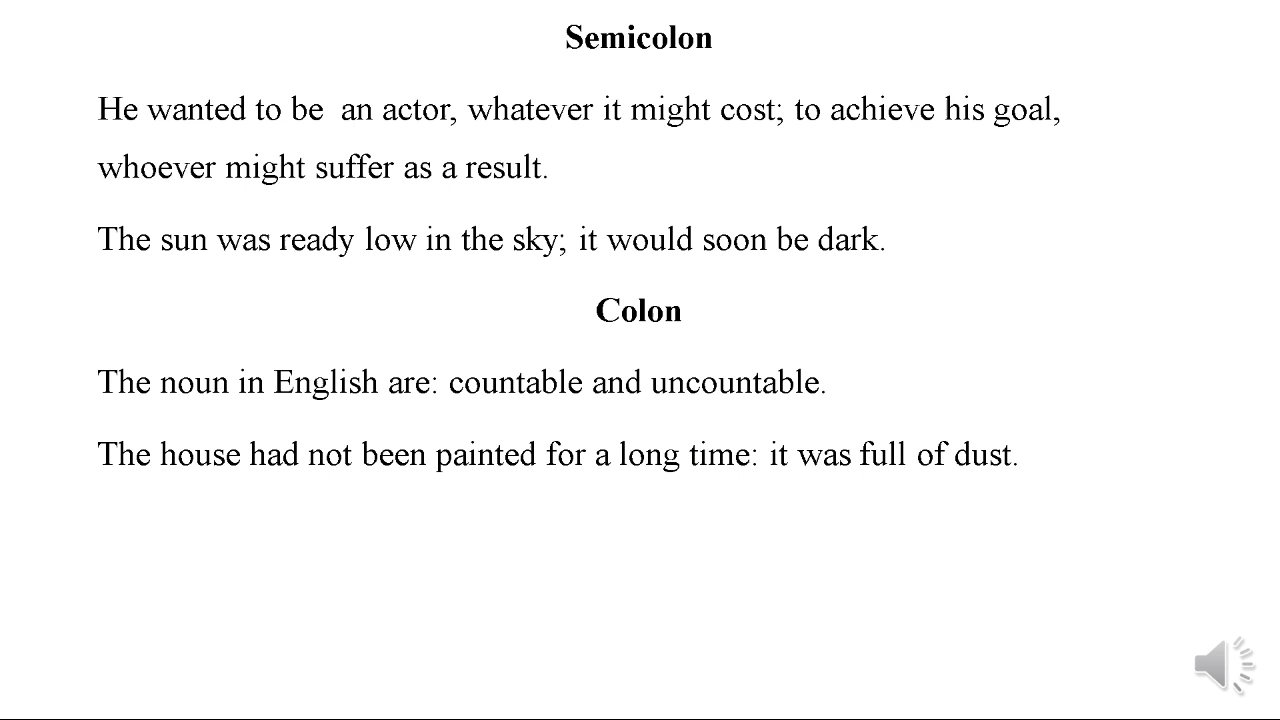 Semicolon
He wanted to be  an actor, whatever it might cost; to achieve his goal,
whoever might suffer as a result.
The sun was ready low in the sky; it would soon be dark.
Colon
The noun in English are: countable and uncountable.
The house had not been painted for a long time: it was full of dust.